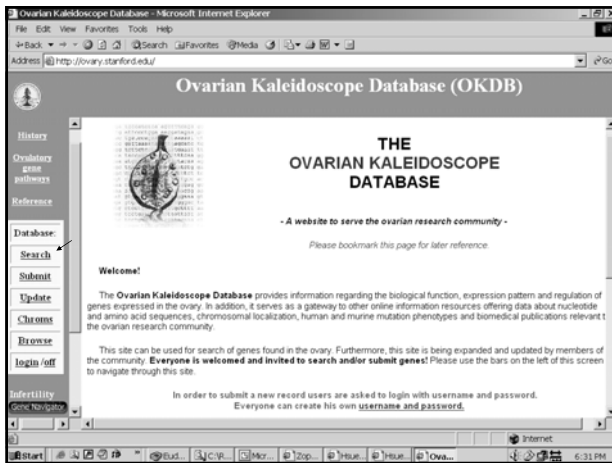 Ovarian Kaleidoscope Database - Microsoft Internet Explorer
File Edit View Favorites Tools Help
Back Search Favorites Media
Address http://ovary.stanford.edu/ Go
Ovarian Kaleidoscope Database (OKDB)
History
Ovulatory
gene
pathways
Reference
Database:
Search
Submit
Update
Chroms
Browse
login /off
Infertility
Gene Navigator
THE
OVARIAN KALEIDOSCOPE
DATABASE
- A website to serve the ovarian research community -
Please bookmark this page for later reference.
Welcome!
The Ovarian Kaleidoscope Database provides information regarding the biological function, expression pattern and regulation of
genes expressed in the ovary. In addition, it serves as a gateway to other online information resources offering data about nucleotide
and amino acid sequences, chromosomal localization, human and murine mutation phenotypes and biomedical publications relevant t
the ovarian research community.
This site can be used for search of genes found in the ovary. Furthermore, this site is being expanded and updated by members of
the community. Everyone is welcomed and invited to search and/or submit genes! Please use the bars on the left of this screen
to navigate through this site.
In order to submit a new record users are asked to login with username and password.
Everyone can create his own username and password.
Internet
Start Eud... C:\R... Zop... Hsue... Hsue... Ova... 6:31 PM